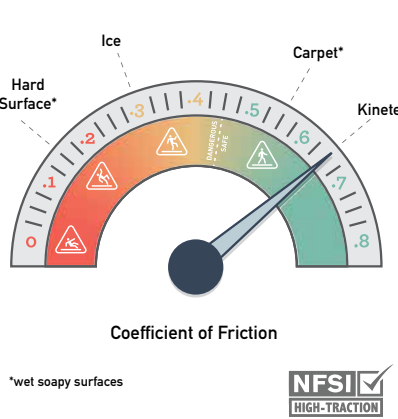 Ice
Carpet*
Hard
Surface*
Kinete
0
.1
.2
.3
.4
.5
.6
.7
.8
DANGEROUS
SAFE
Coefficient of Friction
*wet soapy surfaces
NFSI
HIGH-TRACTION